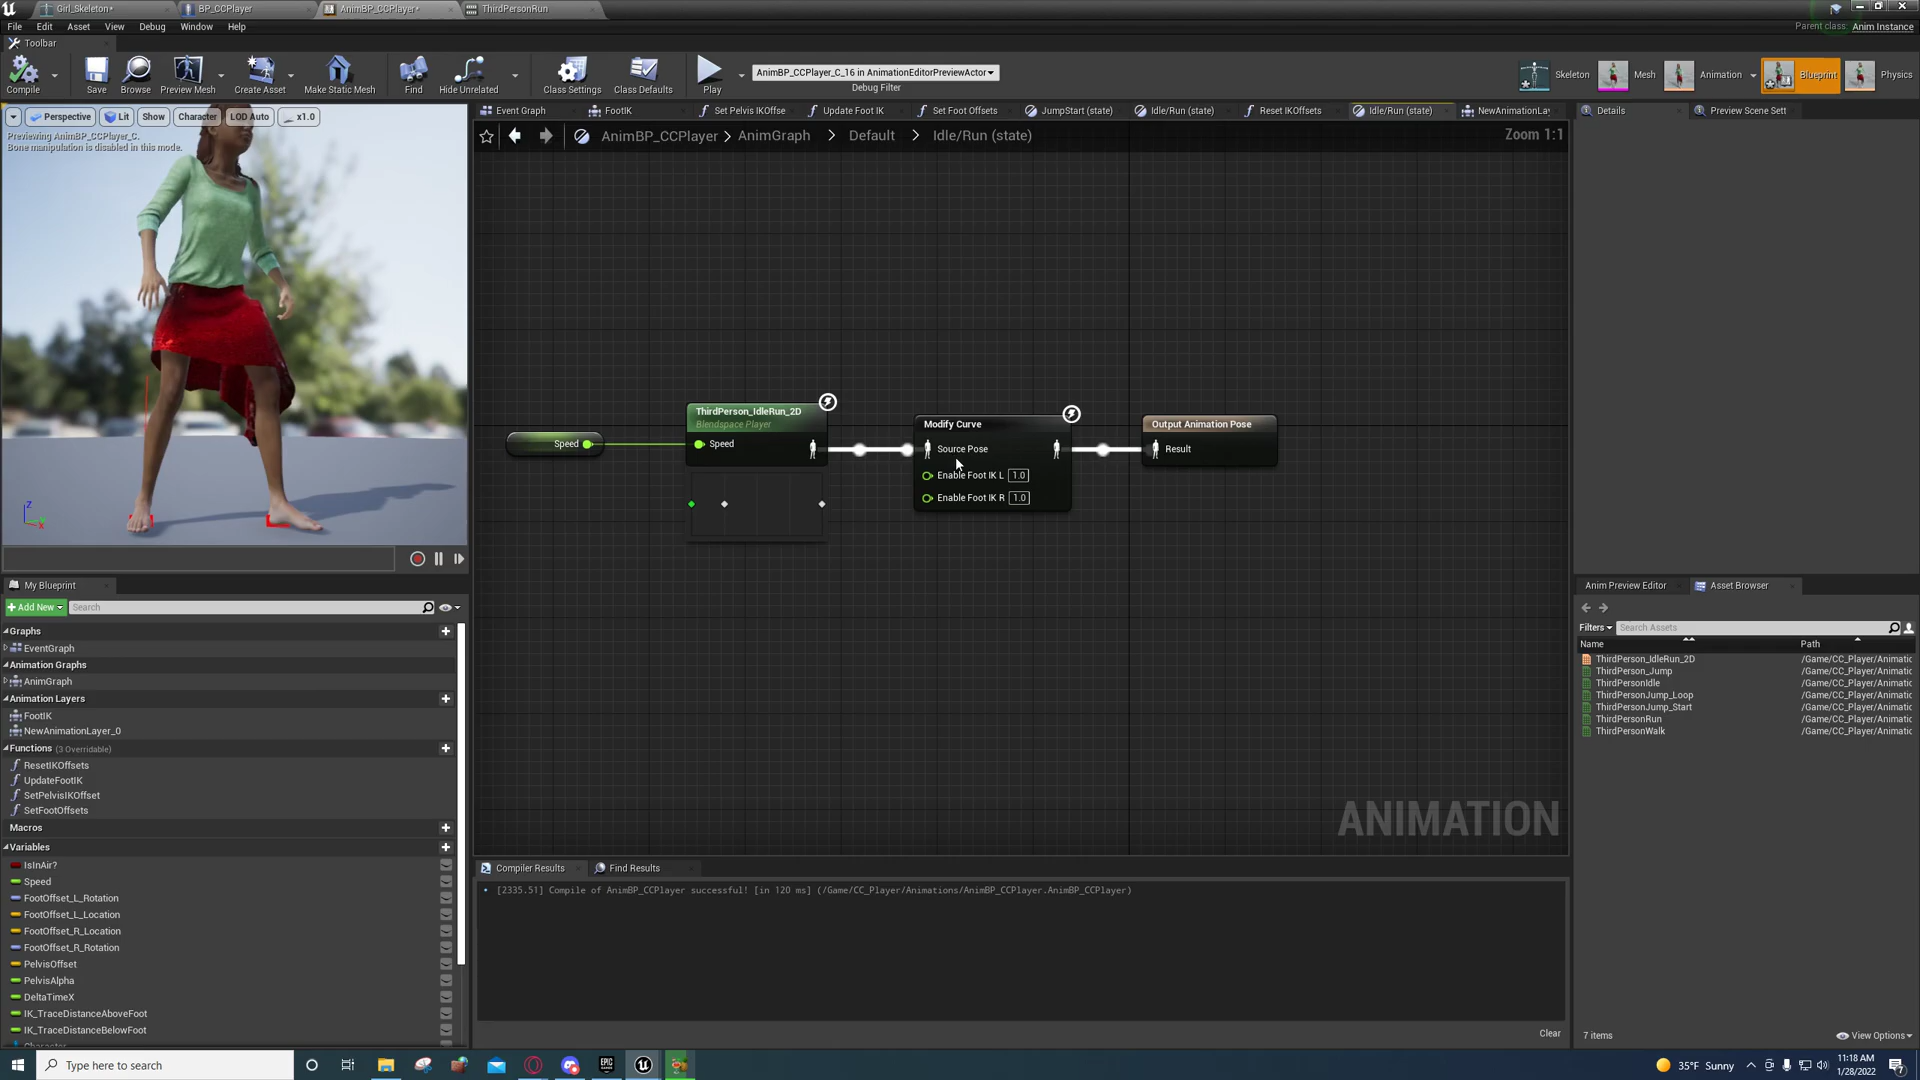 Girl_Skeleton*
BP_CCPlayer
AnimBP_CCPlayer*
ThirdPersonRun
File Edit Asset View Debug Window Help
Parent class: Anim Instance
Toolbar
Compile
Save
Browse
Preview Mesh
Create Asset
Make Static Mesh
Find
Hide Unrelated
Class Settings
Class Defaults
Play
AnimBP_CCPlayer_C_16 in AnimationEditorPreviewActor
Debug Filter
Skeleton
Mesh
Animation
Blueprint
Physics
Perspective
Lit
Show
Character
LOD Auto
x1.0
Previewing AnimBP_CCPlayer_C.
Bone manipulation is disabled in this mode.
Event Graph
FootIK
Set Pelvis IKOffse
Update Foot IK
Set Foot Offsets
JumpStart (state)
Idle/Run (state)
Reset IKOffsets
Idle/Run (state)
NewAnimationLay
Details
Preview Scene Sett
AnimBP_CCPlayer > AnimGraph > Default > Idle/Run (state)
Zoom 1:1
Speed
ThirdPerson_IdleRun_2D
Blendspace Player
Speed
Modify Curve
Source Pose
Enable Foot IK L 1.0
Enable Foot IK R 1.0
Output Animation Pose
Result
ANIMATION
Z
My Blueprint
Add New
Search
Graphs
EventGraph
Animation Graphs
AnimGraph
Animation Layers
FootIK
NewAnimationLayer_0
Functions (3 Overridable)
ResetIKOffsets
UpdateFootIK
SetPelvisIKOffset
SetFootOffsets
Macros
Variables
IsInAir?
Speed
FootOffset_L_Rotation
FootOffset_L_Location
FootOffset_R_Location
FootOffset_R_Rotation
PelvisOffset
PelvisAlpha
DeltaTimeX
IK_TraceDistanceAboveFoot
IK_TraceDistanceBelowFoot
Character
Compiler Results
Find Results
[2335.51] Compile of AnimBP_CCPlayer successful! [in 120 ms] (/Game/CC_Player/Animations/AnimBP_CCPlayer.AnimBP_CCPlayer)
Clear
Anim Preview Editor
Asset Browser
Filters
Search Assets
Name
Path
ThirdPerson_IdleRun_2D /Game/CC_Player/Animatic
ThirdPerson_Jump /Game/CC_Player/Animatic
ThirdPersonIdle /Game/CC_Player/Animatic
ThirdPersonJump_Loop /Game/CC_Player/Animatic
ThirdPersonJump_Start /Game/CC_Player/Animatic
ThirdPersonRun /Game/CC_Player/Animatic
ThirdPersonWalk /Game/CC_Player/Animatic
7 items
View Options
Type here to search
EPIC GAMES
35°F Sunny
11:18 AM
1/28/2022
7